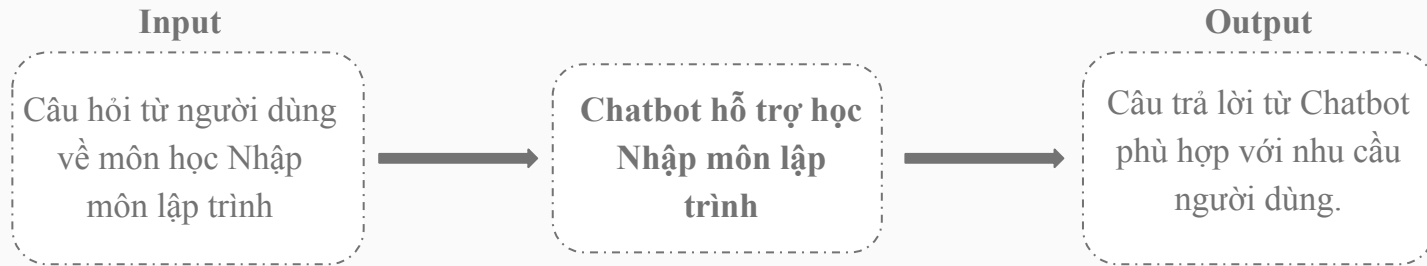 Input
Câu hỏi từ người dùng
về môn học Nhập
môn lập trình
Chatbot hỗ trợ học
Nhập môn lập
trình
Output
Câu trả lời từ Chatbot
phù hợp với nhu cầu
người dùng.